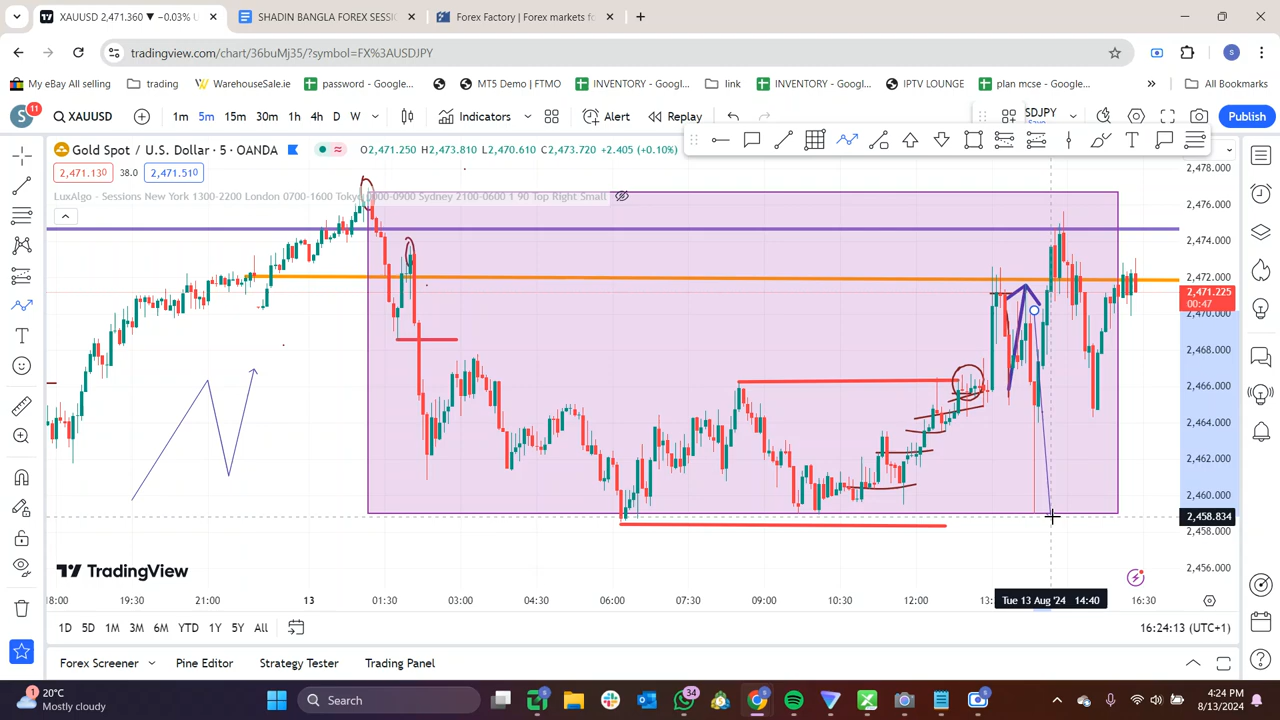 XAUUSD 2,471.360 ▼ −0.03% U
SHADIN BANGLA FOREX SESSI
Forex Factory | Forex markets fo
tradingview.com/chart/36buMj35/?symbol=FX%3AUSDJPY
S
My eBay All selling
trading
WarehouseSale.ie
password - Google...
MT5 Demo | FTMO
INVENTORY - Googl...
link
INVENTORY - Google...
IPTV LOUNGE
plan mcse - Google...
»
All Bookmarks
S
11
XAUUSD
1m 5m 15m 30m 1h 4h D W
Indicators
Alert
Replay
SDJPY
Save
Publish
Gold Spot / U.S. Dollar · 5 · OANDA
O2,471.250 H2,473.810 L2,470.610 C2,473.720 +2.405 (+0.10%)
2,471.130 38.0 2,471.510
LuxAlgo - Sessions New York 1300-2200 London 0700-1600 Tokyo 0000-0900 Sydney 2100-0600 1 90 Top Right Small
2,478.000
2,476.000
2,474.000
2,472.000
2,471.225
00:47
2,470.000
2,468.000
2,466.000
2,464.000
2,462.000
2,460.000
2,458.834
2,458.000
2,456.000
TradingView
18:00 19:30 21:00 13 01:30 03:00 04:30 06:00 07:30 09:00 10:30 12:00 13: Tue 13 Aug '24 14:40 16:30
1D 5D 1M 3M 6M YTD 1Y 5Y All
16:24:13 (UTC+1)
Forex Screener
Pine Editor
Strategy Tester
Trading Panel
1
20°C
Mostly cloudy
Search
34
4:24 PM
8/13/2024